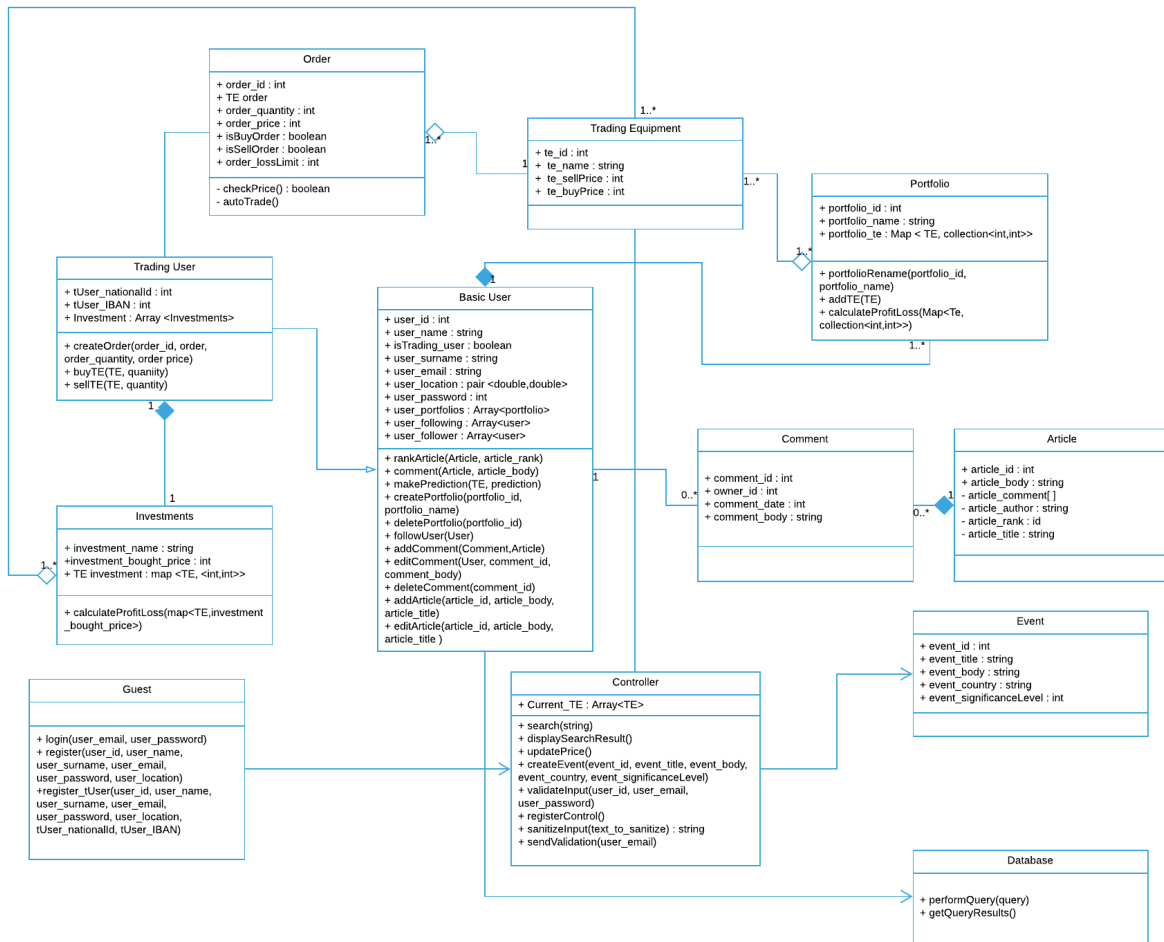 Order
+ order_id : int
+ TE order
+ order_quantity : int
+ order_price : int
+ isBuyOrder : boolean
+ isSellOrder : boolean
+ order_lossLimit : int
- checkPrice() : boolean
- autoTrade()
1..*
1
1..*
Trading Equipment
+ te_id : int
+ te_name : string
+ te_sellPrice : int
+ te_buyPrice : int
1..*
1..*
Portfolio
+ portfolio_id : int
+ portfolio_name : string
+ portfolio_te : Map < TE, collection<int,int>>
+ portfolioRename(portfolio_id,
portfolio_name)
+ addTE(TE)
+ calculateProfitLoss(Map<Te,
collection<int,int>>)
1..*
Trading User
+ tUser_nationalId : int
+ tUser_IBAN : int
+ Investment : Array <Investments>
+ createOrder(order_id, order,
order_quantity, order price)
+ buyTE(TE, quaniity)
+ sellTE(TE, quantity)
1
1
1
Basic User
+ user_id : int
+ user_name : string
+ isTrading_user : boolean
+ user_surname : string
+ user_email : string
+ user_location : pair <double,double>
+ user_password : int
+ user_portfolios : Array<portfolio>
+ user_following : Array<user>
+ user_follower : Array<user>
+ rankArticle(Article, article_rank)
+ comment(Article, article_body)
+ makePrediction(TE, prediction)
+ createPortfolio(portfolio_id,
portfolio_name)
+ deletePortfolio(portfolio_id)
+ followUser(User)
+ addComment(Comment,Article)
+ editComment(User, comment_id,
comment_body)
+ deleteComment(comment_id)
+ addArticle(article_id, article_body,
article_title)
+ editArticle(article_id, article_body,
article_title )
1
0..*
Comment
+ comment_id : int
+ owner_id : int
+ comment_date : int
+ comment_body : string
0..*
1
Article
+ article_id : int
+ article_body : string
- article_comment[ ]
- article_author : string
- article_rank : id
- article_title : string
1..*
Investments
+ investment_name : string
+investment_bought_price : int
+ TE investment : map <TE, <int,int>>
+ calculateProfitLoss(map<TE,investment
_bought_price>)
Event
+ event_id : int
+ event_title : string
+ event_body : string
+ event_country : string
+ event_significanceLevel : int
Guest
+ login(user_email, user_password)
+ register(user_id, user_name,
user_surname, user_email,
user_password, user_location)
+register_tUser(user_id, user_name,
user_surname, user_email,
user_password, user_location,
tUser_nationalId, tUser_IBAN)
Controller
+ Current_TE : Array<TE>
+ search(string)
+ displaySearchResult()
+ updatePrice()
+ createEvent(event_id, event_title, event_body,
event_country, event_significanceLevel)
+ validateInput(user_id, user_email,
user_password)
+ registerControl()
+ sanitizeInput(text_to_sanitize) : string
+ sendValidation(user_email)
Database
+ performQuery(query)
+ getQueryResults()